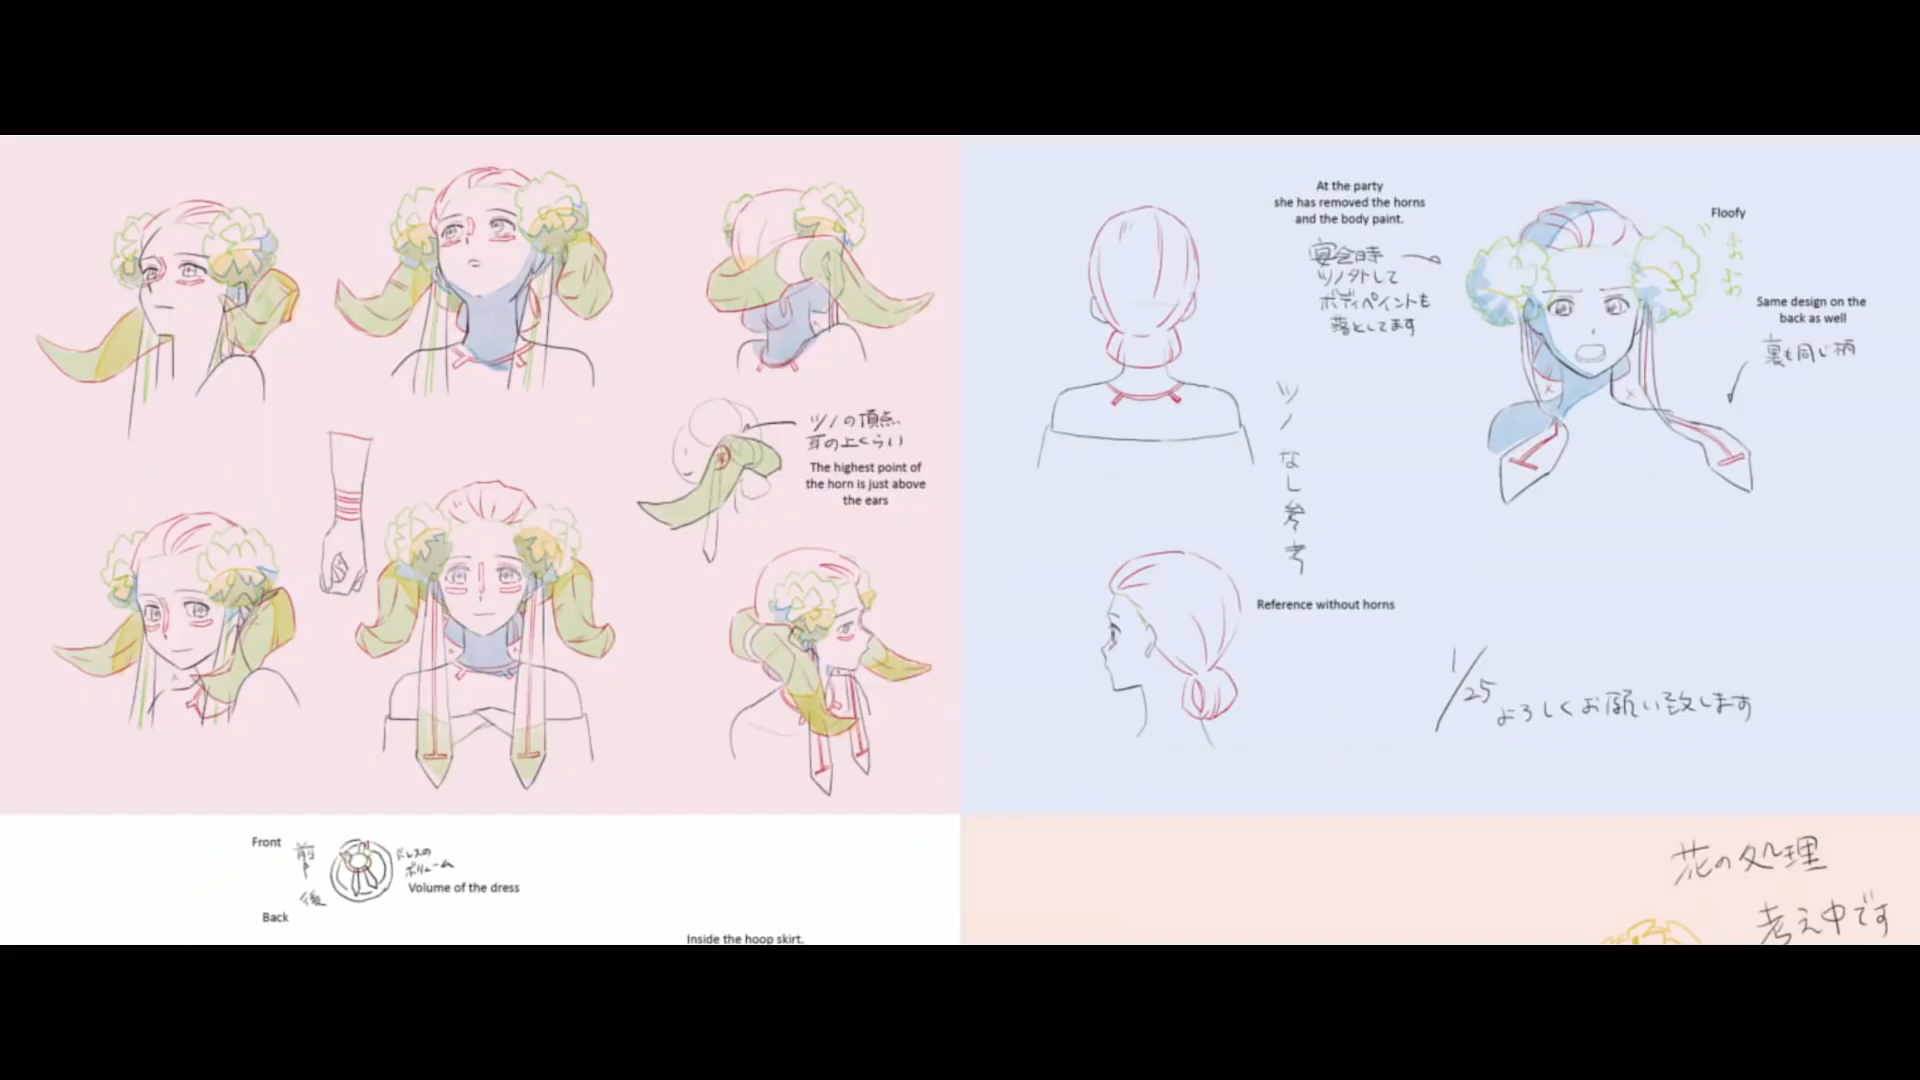 ツノの頂点
耳の上くらい
The highest point of
the horn is just above
the ears
At the party
she has removed the horns
and the body paint.
宴会時
ツノ外して
ボディペイントも
落としてます
Floofy
ふわふわ
Same design on the
back as well
裏も同じ柄
ツノなし参考
Reference without horns
1/25 よろしくお願い致します
Front
前
後
Back
ドレスの
ボリューム
Volume of the dress
Inside the hoop skirt.
花の処理
考え中です